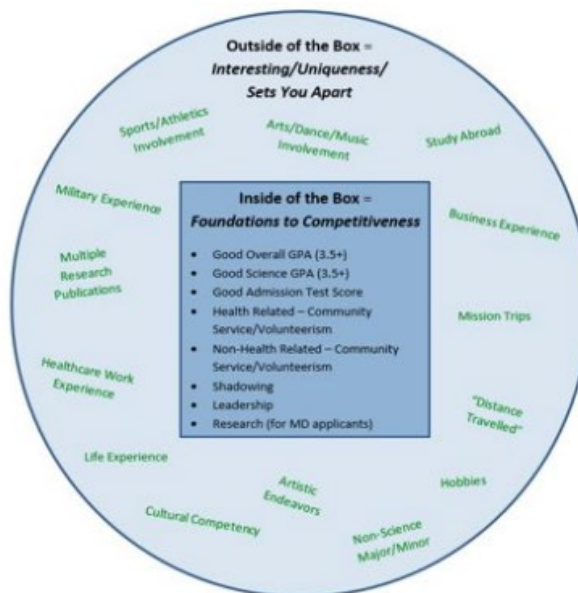 Outside of the Box =
Interesting/Uniqueness/
Sets You Apart
Sports/Athletics
Involvement
Arts/Dance/Music
Involvement
Study Abroad
Military Experience
Business Experience
Inside of the Box =
Foundations to Competitiveness
• Good Overall GPA (3.5+)
• Good Science GPA (3.5+)
• Good Admission Test Score
• Health Related – Community
Service/Volunteerism
• Non-Health Related – Community
Service/Volunteerism
• Shadowing
• Leadership
• Research (for MD applicants)
Multiple
Research
Publications
Mission Trips
Healthcare Work
Experience
"Distance
Travelled"
Life Experience
Artistic
Endeavors
Hobbies
Cultural Competency
Non-Science
Major/Minor